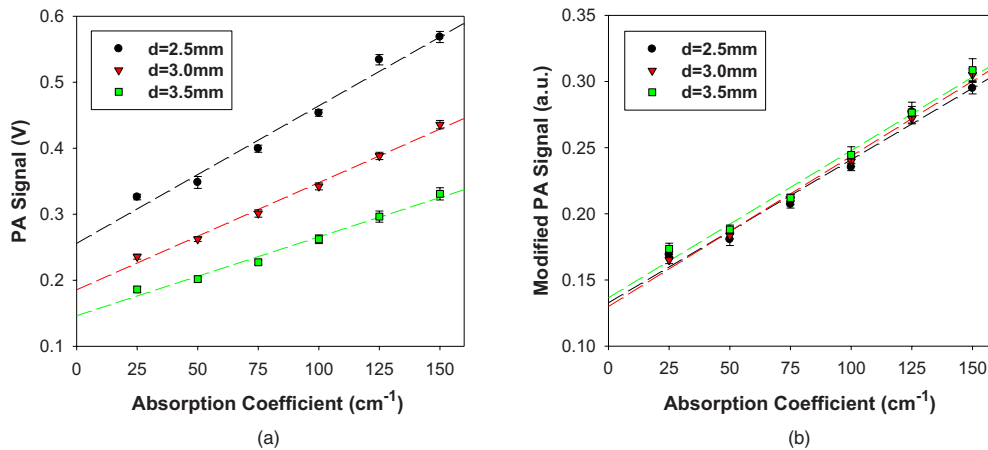 0.6
0.5
0.4
0.3
0.2
0.1
PA Signal (V)
d=2.5mm
d=3.0mm
d=3.5mm
0 25 50 75 100 125 150
Absorption Coefficient (cm⁻¹)
(a)
0.35
0.30
0.25
0.20
0.15
0.10
Modified PA Signal (a.u.)
d=2.5mm
d=3.0mm
d=3.5mm
0 25 50 75 100 125 150
Absorption Coefficient (cm⁻¹)
(b)